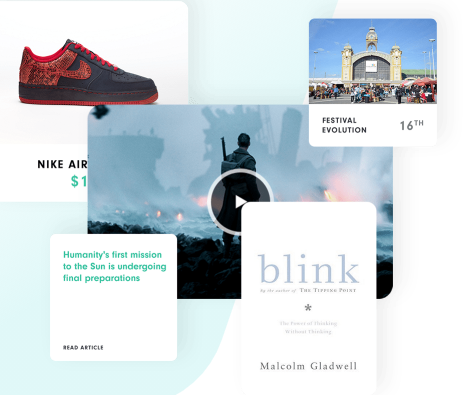 FESTIVAL
EVOLUTION
16TH
NIKE AIR
$1
Humanity's first mission
to the Sun is undergoing
final preparations
READ ARTICLE
blink
by the author of THE TIPPING POINT
*
The Power of Thinking
Without Thinking
Malcolm Gladwell